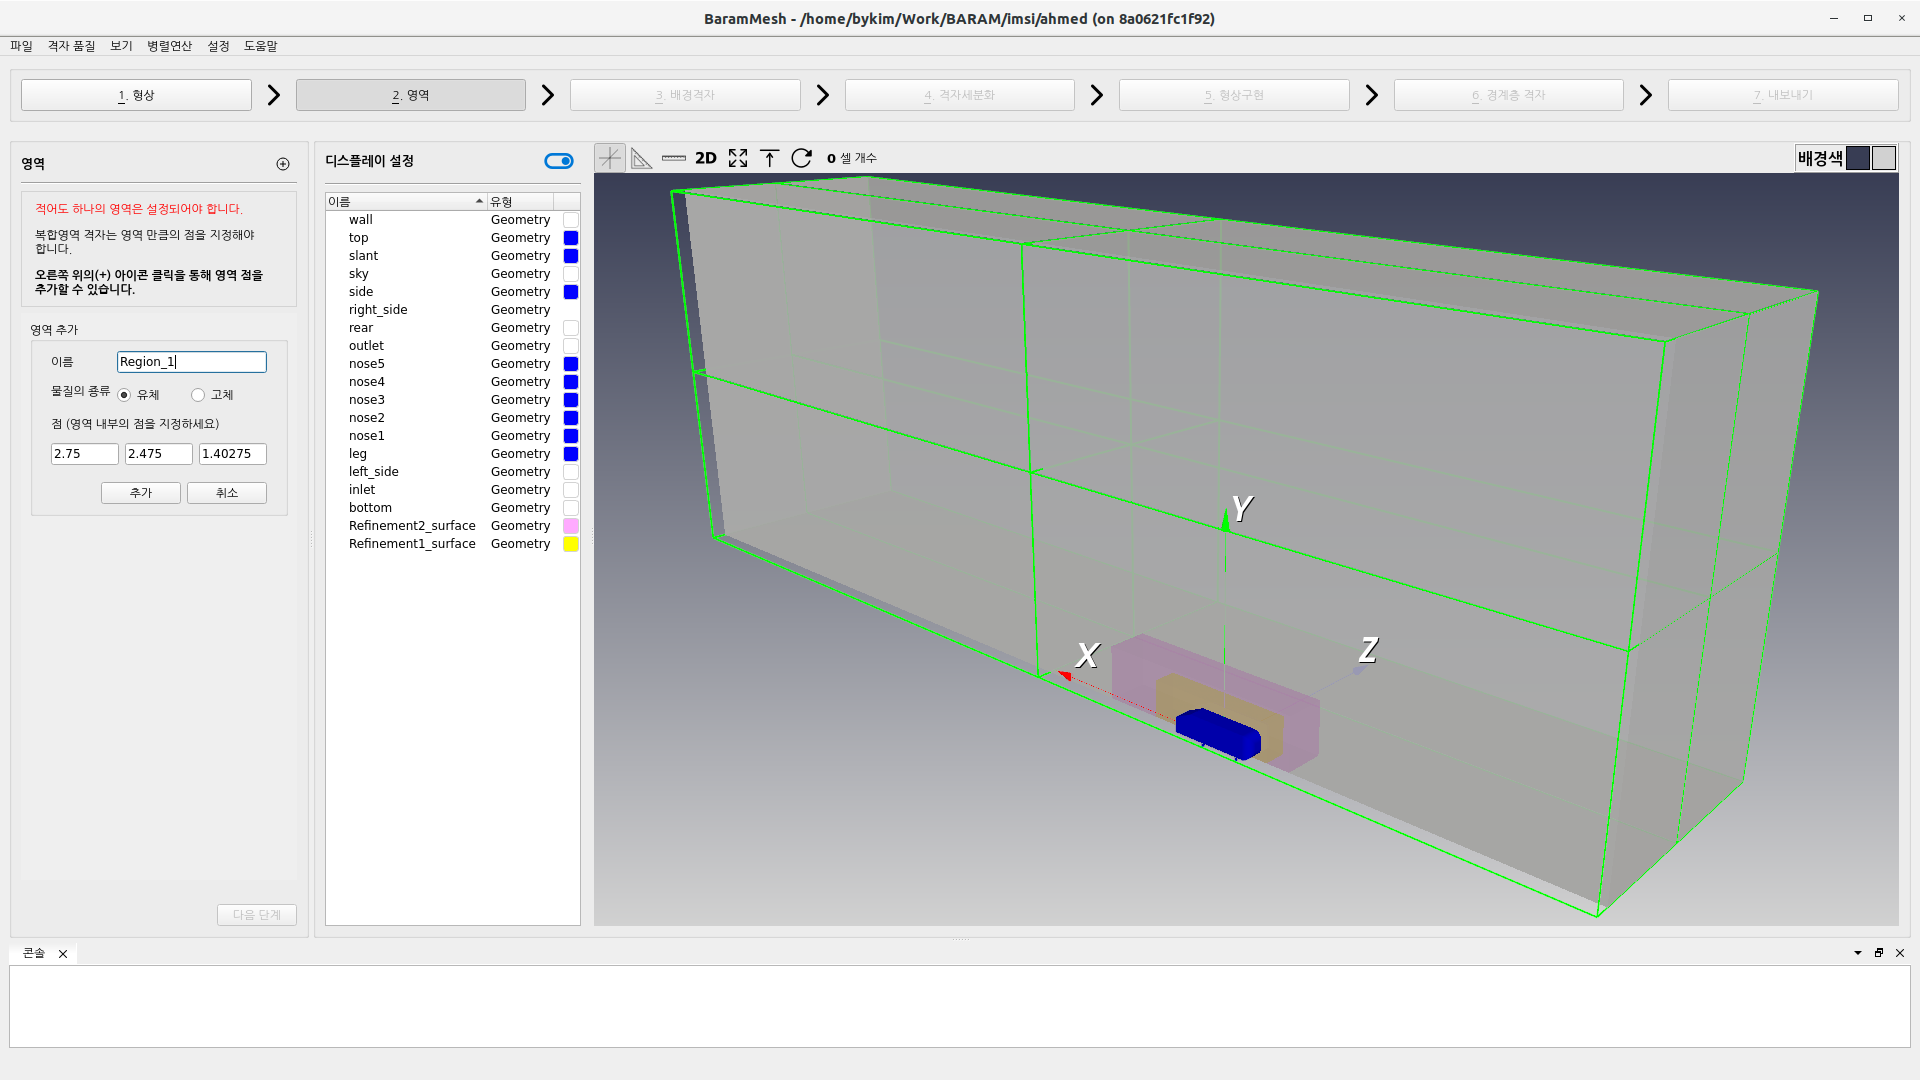 BaramMesh - /home/bykim/Work/BARAM/imsi/ahmed (on 8a0621fc1f92)
파일 격자 품질 보기 병렬연산 설정 도움말
1. 형상
2. 영역
3. 배경격자
4. 격자세분화
5. 형상구현
6. 경계층 격자
7. 내보내기
영역
적어도 하나의 영역은 설정되어야 합니다.
복합영역 격자는 영역 만큼의 점을 지정해야
합니다.
오른쪽 위의(+) 아이콘 클릭을 통해 영역 점을
추가할 수 있습니다.
영역 추가
이름 Region_1
물질의 죵류 유체 고체
점 (영역 내부의 점을 지정하세요)
2.75 2.475 1.40275
추가 취소
다음 단계
디스플레이 설정
이름 유형
wall Geometry
top Geometry
slant Geometry
sky Geometry
side Geometry
right_side Geometry
rear Geometry
outlet Geometry
nose5 Geometry
nose4 Geometry
nose3 Geometry
nose2 Geometry
nose1 Geometry
leg Geometry
left_side Geometry
inlet Geometry
bottom Geometry
Refinement2_surface Geometry
Refinement1_surface Geometry
2D 0 셀 개수 배경색
Y
X
Z
콘솔